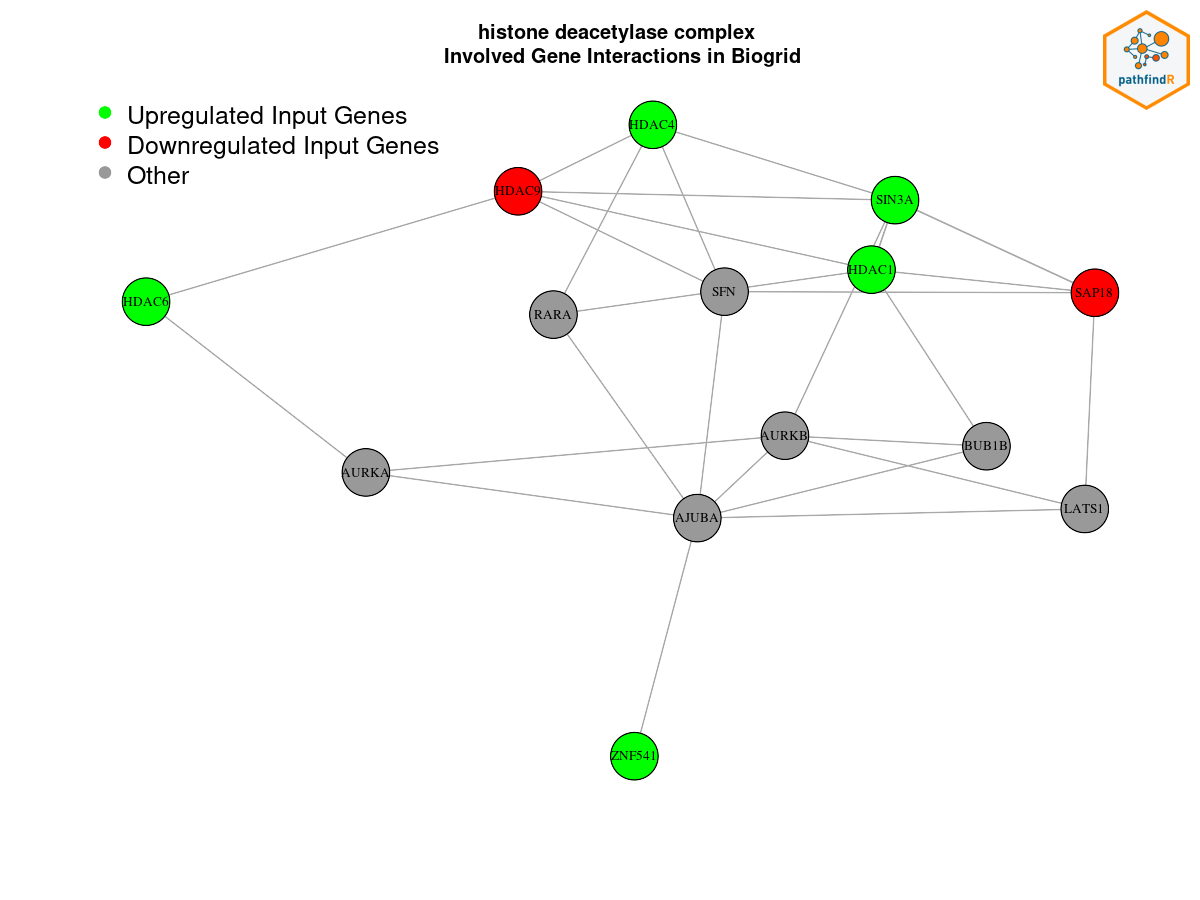 histone deacetylase complex
Involved Gene Interactions in Biogrid
pathfindR
Upregulated Input Genes
Downregulated Input Genes
Other
HDAC4
HDAC9
SIN3A
HDAC1
HDAC6
SFN
SAP18
RARA
AURKB
BUB1B
AURKA
LATS1
AJUBA
ZNF541